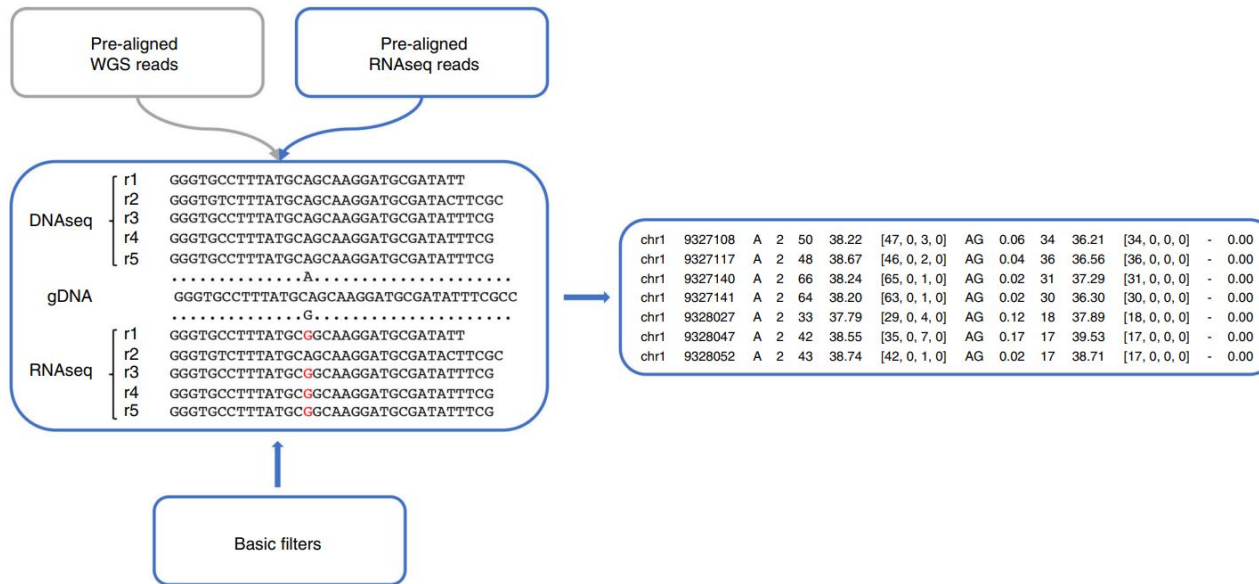 Pre-aligned
WGS reads
Pre-aligned
RNAseq reads
DNAseq
r1 GGGTGCCTTTATGCAGCAAGGATGCGATATT
r2 GGGTGTCTTTATGCAGCAAGGATGCGATACTTCGC
r3 GGGTGCCTTTATGCAGCAAGGATGCGATATTTCG
r4 GGGTGCCTTTATGCAGCAAGGATGCGATATTTCG
r5 GGGTGCCTTTATGCAGCAAGGATGCGATATTTCG
..............A....................
gDNA GGGTGCCTTTATGCAGCAAGGATGCGATATTTCGCC
..............G....................
RNAseq
r1 GGGTGCCTTTATGCGGCAAGGATGCGATATT
r2 GGGTGTCTTTATGCAGCAAGGATGCGATACTTCGC
r3 GGGTGCCTTTATGCGGCAAGGATGCGATATTTCG
r4 GGGTGCCTTTATGCGGCAAGGATGCGATATTTCG
r5 GGGTGCCTTTATGCGGCAAGGATGCGATATTTCG
Basic filters
chr1 9327108 A 2 50 38.22 [47, 0, 3, 0] AG 0.06 34 36.21 [34, 0, 0, 0] - 0.00
chr1 9327117 A 2 48 38.67 [46, 0, 2, 0] AG 0.04 36 36.56 [36, 0, 0, 0] - 0.00
chr1 9327140 A 2 66 38.24 [65, 0, 1, 0] AG 0.02 31 37.29 [31, 0, 0, 0] - 0.00
chr1 9327141 A 2 64 38.20 [63, 0, 1, 0] AG 0.02 30 36.30 [30, 0, 0, 0] - 0.00
chr1 9328027 A 2 33 37.79 [29, 0, 4, 0] AG 0.12 18 37.89 [18, 0, 0, 0] - 0.00
chr1 9328047 A 2 42 38.55 [35, 0, 7, 0] AG 0.17 17 39.53 [17, 0, 0, 0] - 0.00
chr1 9328052 A 2 43 38.74 [42, 0, 1, 0] AG 0.02 17 38.71 [17, 0, 0, 0] - 0.00